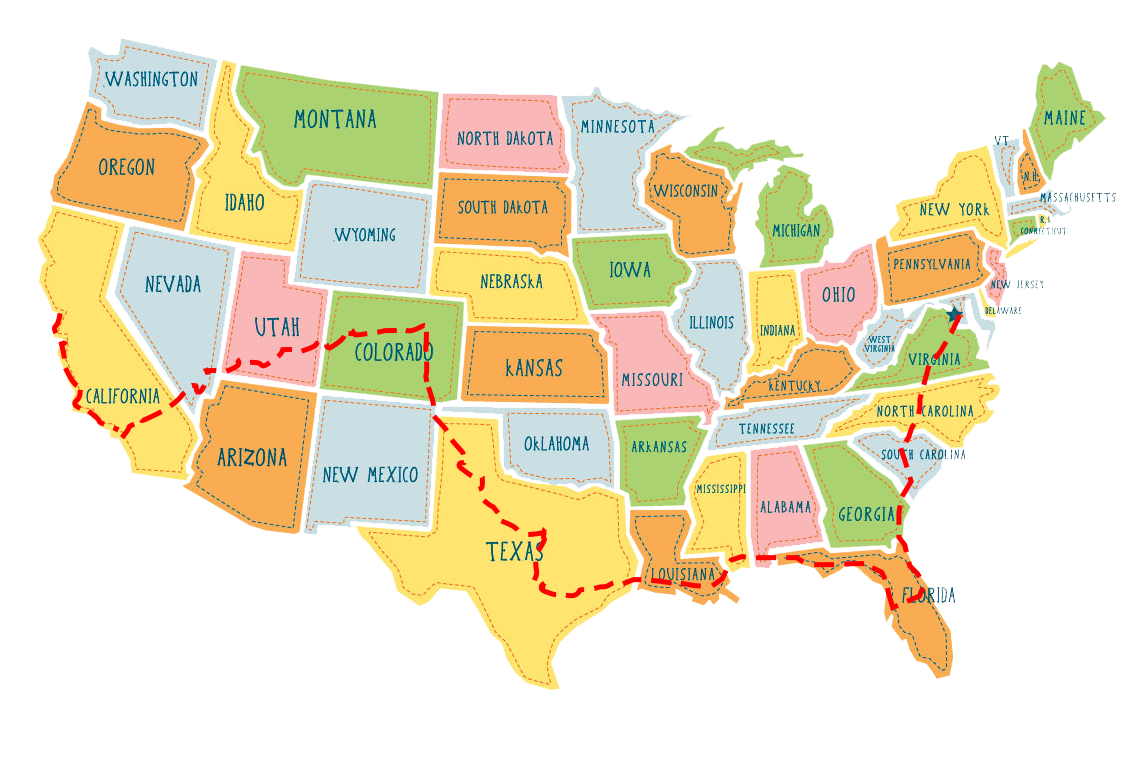 WASHINGTON
MONTANA
NORTH DAKOTA
MINNESOTA
MAINE
VT.
N.H.
OREGON
IDAHO
WYOMING
SOUTH DAKOTA
WISCONSIN
MICHIGAN
NEW YORK
MASSACHUSETTS
R.I
CONNECTICUT
NEVADA
UTAH
COLORADO
NEBRASKA
IOWA
ILLINOIS
INDIANA
OHIO
PENNSYLVANIA
NEW JERSEY
DELAWARE
WEST
VIRGINIA
VIRGINIA
CALIFORNIA
KANSAS
MISSOURI
KENTUCKY
NORTH CAROLINA
TENNESSEE
ARIZONA
NEW MEXICO
OKLAHOMA
ARKANSAS
SOUTH CAROLINA
MISSISSIPPI
ALABAMA
GEORGIA
TEXAS
LOUISIANA
FLORIDA